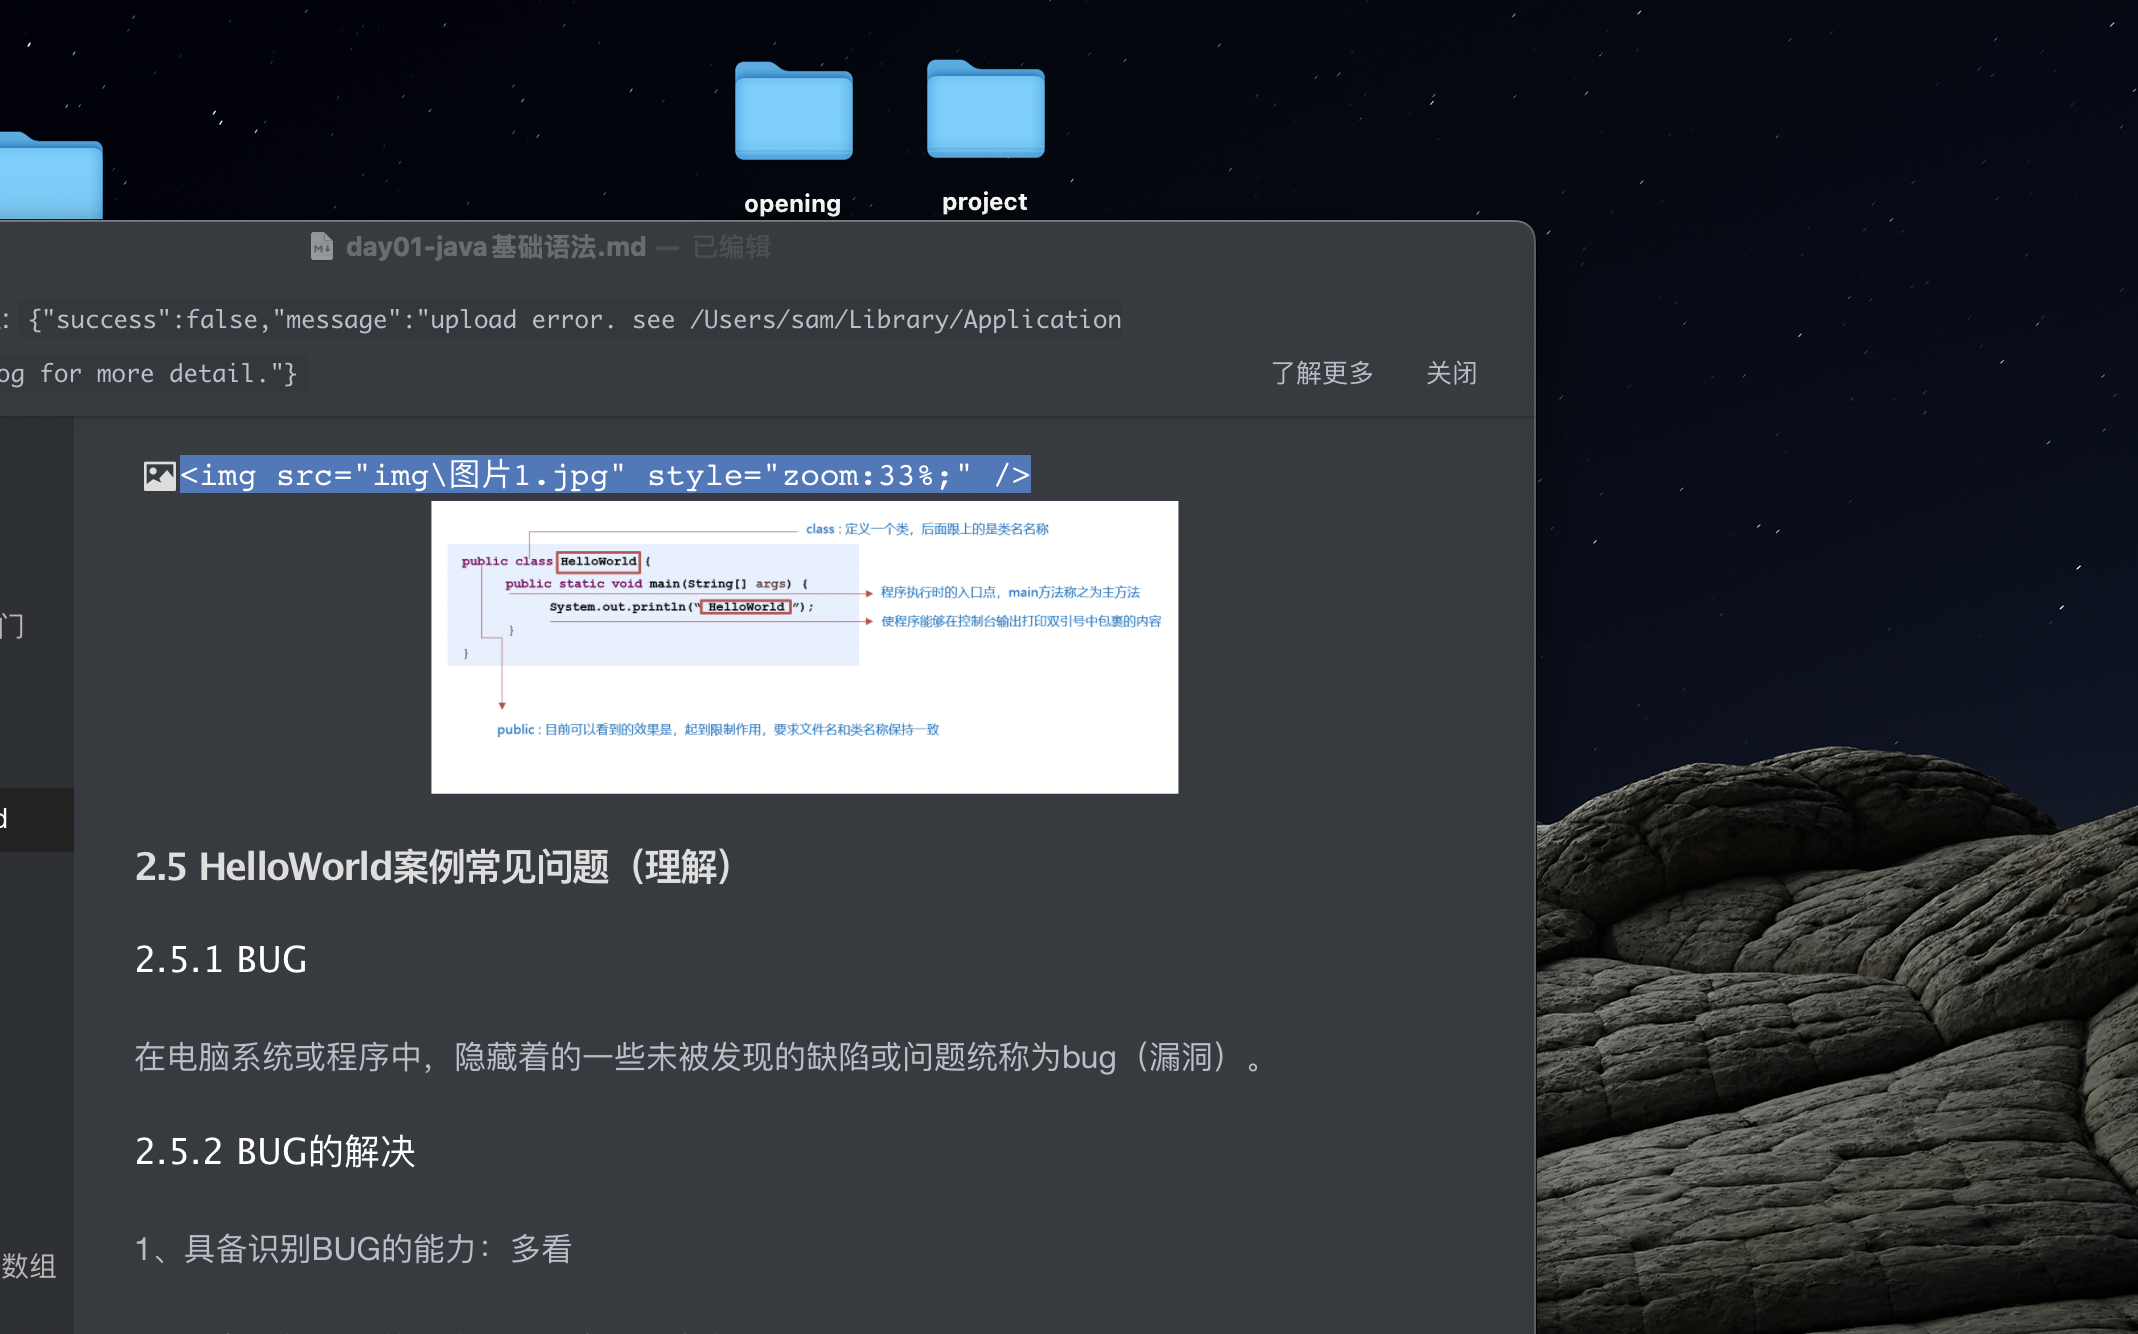 opening
project
day01-java基础语法.md — 已编辑
: {"success":false,"message":"upload error. see /Users/sam/Library/Application
og for more detail."}
了解更多
关闭
<img src="img\图片1.jpg" style="zoom:33%;" />
class : 定义一个类，后面跟上的是类名名称
public class HelloWorld {
public static void main(String[] args) {
程序执行时的入口点，main方法称之为主方法
System.out.println(“ HelloWorld ”);
使程序能够在控制台输出打印双引号中包裹的内容
}
}
public : 目前可以看到的效果是，起到限制作用，要求文件名和类名称保持一致
门
d
数组
2.5 HelloWorld案例常见问题（理解）
2.5.1 BUG
在电脑系统或程序中，隐藏着的一些未被发现的缺陷或问题统称为bug（漏洞）。
2.5.2 BUG的解决
1、具备识别BUG的能力：多看